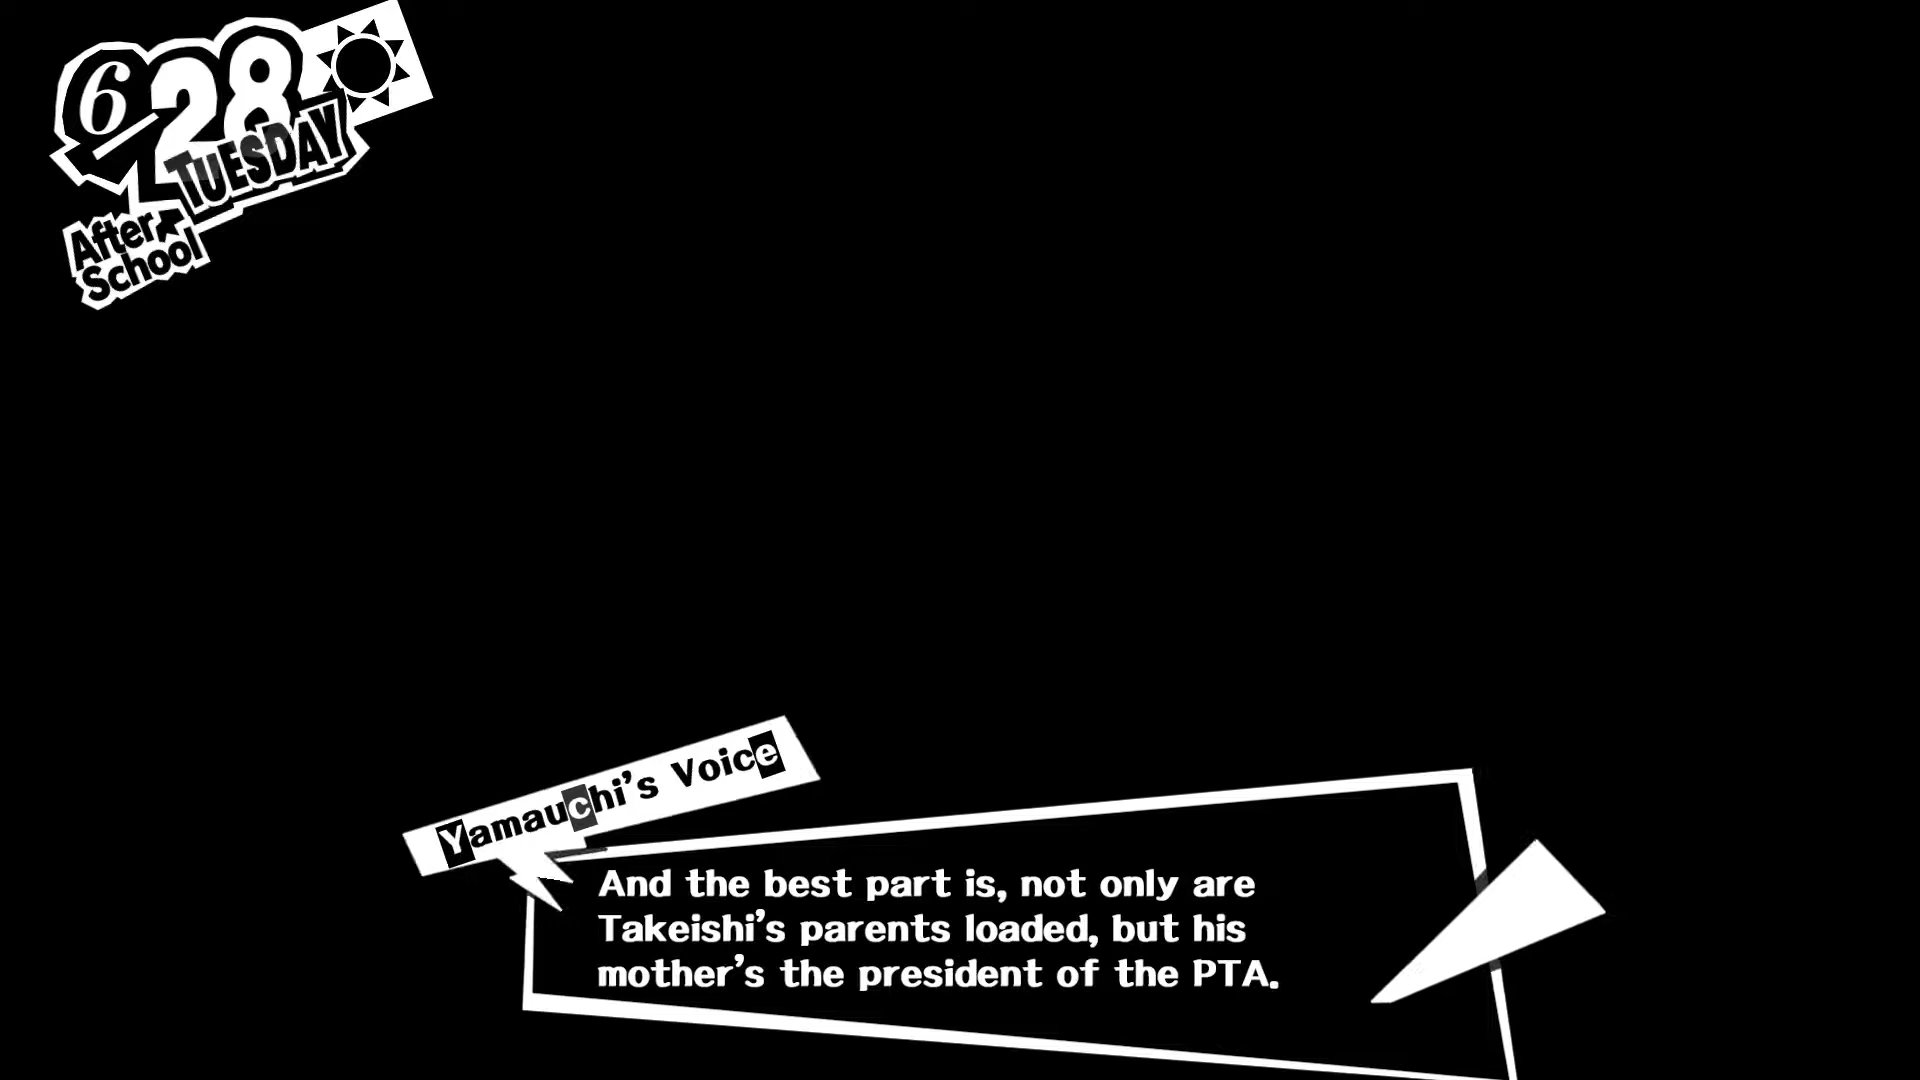 6/28
TUESDAY
After
School
Yamauchi's Voice
And the best part is, not only are
Takeishi's parents loaded, but his
mother's the president of the PTA.